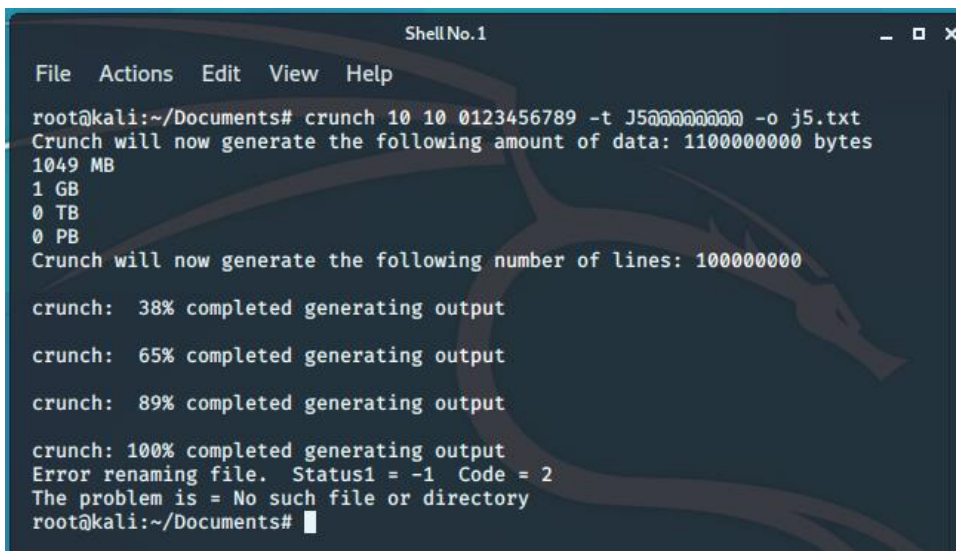 Shell No. 1
File Actions Edit View Help
root@kali:~/Documents# crunch 10 10 0123456789 -t J5@@@@@@@@ -o j5.txt
Crunch will now generate the following amount of data: 1100000000 bytes
1049 MB
1 GB
0 TB
0 PB
Crunch will now generate the following number of lines: 100000000
crunch:  38% completed generating output
crunch:  65% completed generating output
crunch:  89% completed generating output
crunch: 100% completed generating output
Error renaming file.  Status1 = -1  Code = 2
The problem is = No such file or directory
root@kali:~/Documents#